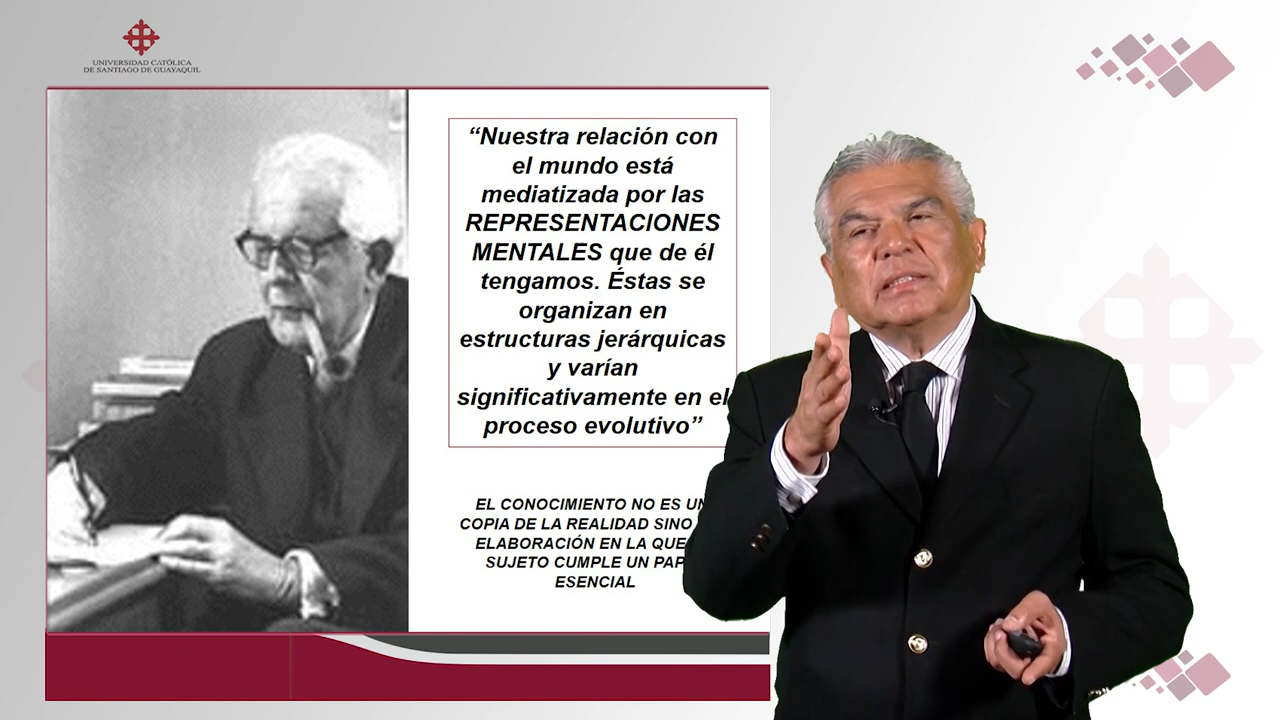 UNIVERSIDAD CATÓLICA
DE SANTIAGO DE GUAYAQUIL
“Nuestra relación con
el mundo está
mediatizada por las
REPRESENTACIONES
MENTALES que de él
tengamos. Éstas se
organizan en
estructuras jerárquicas
y varían
significativamente en el
proceso evolutivo”
EL CONOCIMIENTO NO ES
COPIA DE LA REALIDAD SINO
ELABORACIÓN EN LA QUE
SUJETO CUMPLE UN
ESENCIAL